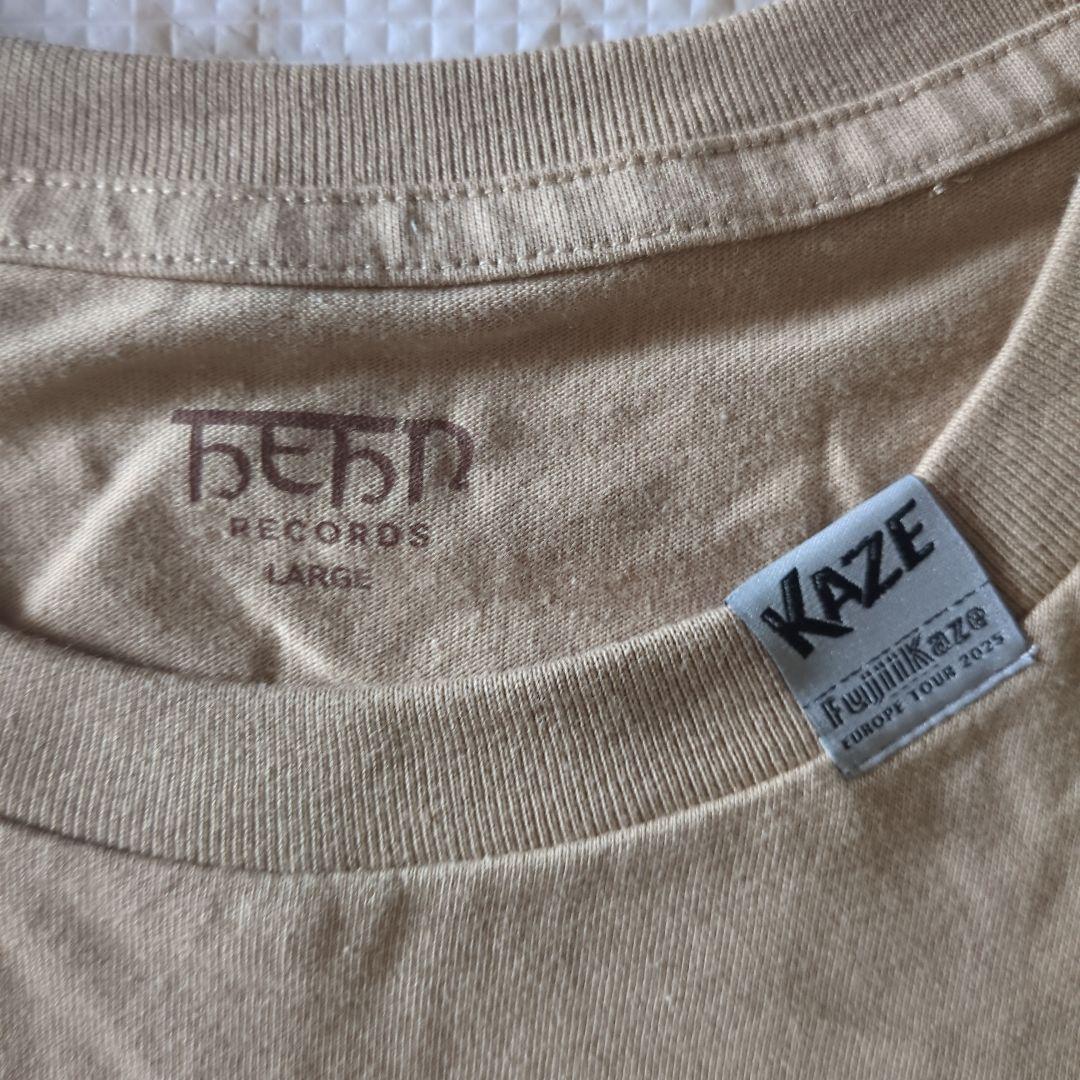 HEHN
RECORDS
LARGE
KAZE
FujiiKaze
EUROPE TOUR 2025